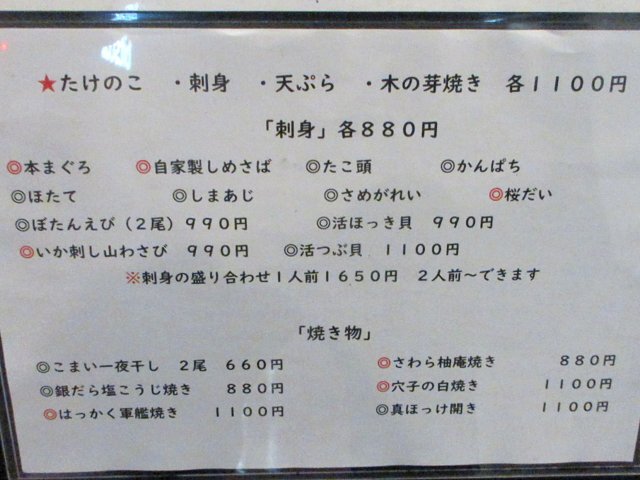 ★たけのこ ・刺身 ・天ぷら ・木の芽焼き 各１１００円
「刺身」各８８０円
◎本まぐろ ◎自家製しめさば ◎たこ頭 ◎かんぱち
◎ほたて ◎しまあじ ◎さめがれい ◎桜だい
◎ぼたんえび（２尾）９９０円 ◎活ほっき貝 ９９０円
◎いか刺し山わさび ９９０円 ◎活つぶ貝 １１００円
※刺身の盛り合わせ１人前１６５０円 ２人前～できます
「焼き物」
◎こまい一夜干し ２尾 ６６０円 ◎さわら柚庵焼き ８８０円
◎銀だら塩こうじ焼き ８８０円 ◎穴子の白焼き １１００円
◎はっかく軍艦焼き １１００円 ◎真ほっけ開き １１００円